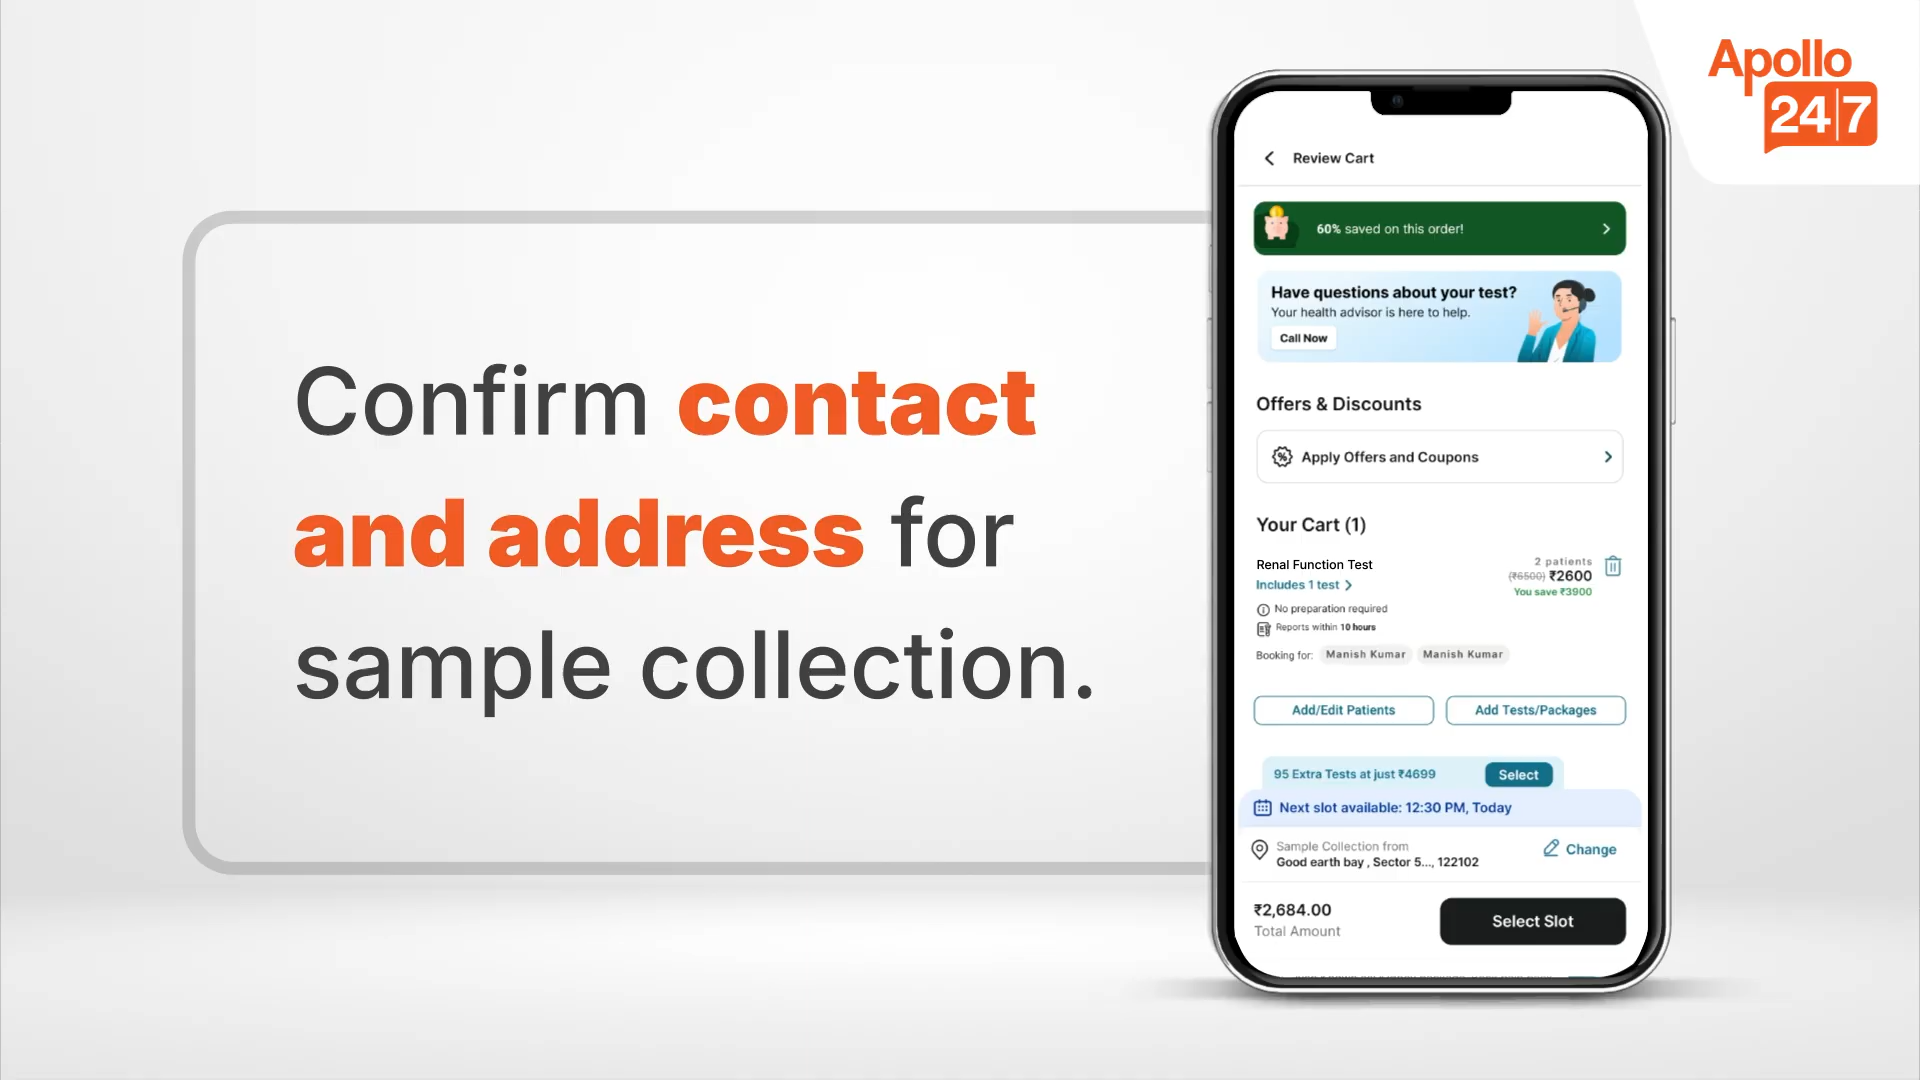 Apollo
24|7
Confirm contact
and address for
sample collection.
Review Cart
60% saved on this order!
Have questions about your test?
Your health advisor is here to help.
Call Now
Offers & Discounts
Apply Offers and Coupons
Your Cart (1)
Renal Function Test
2 patients
(₹6500) ₹2600
Includes 1 test
You save ₹3900
No preparation required
Reports within 10 hours
Booking for: Manish Kumar Manish Kumar
Add/Edit Patients
Add Tests/Packages
95 Extra Tests at just ₹4699
Select
Next slot available: 12:30 PM, Today
Sample Collection from
Good earth bay , Sector 5..., 122102
Change
₹2,684.00
Total Amount
Select Slot